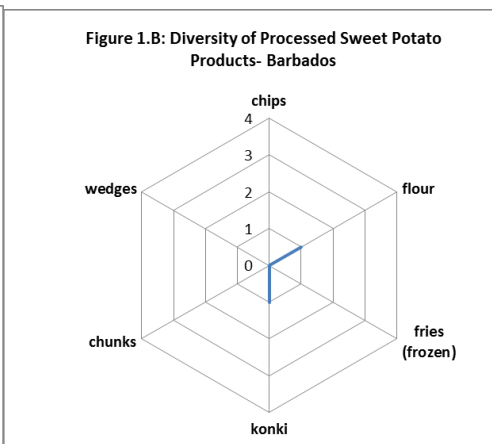 Figure 1.B: Diversity of Processed Sweet Potato
Products- Barbados
chips
4
3
wedges
flour
2
1
0
chunks
fries
(frozen)
konki